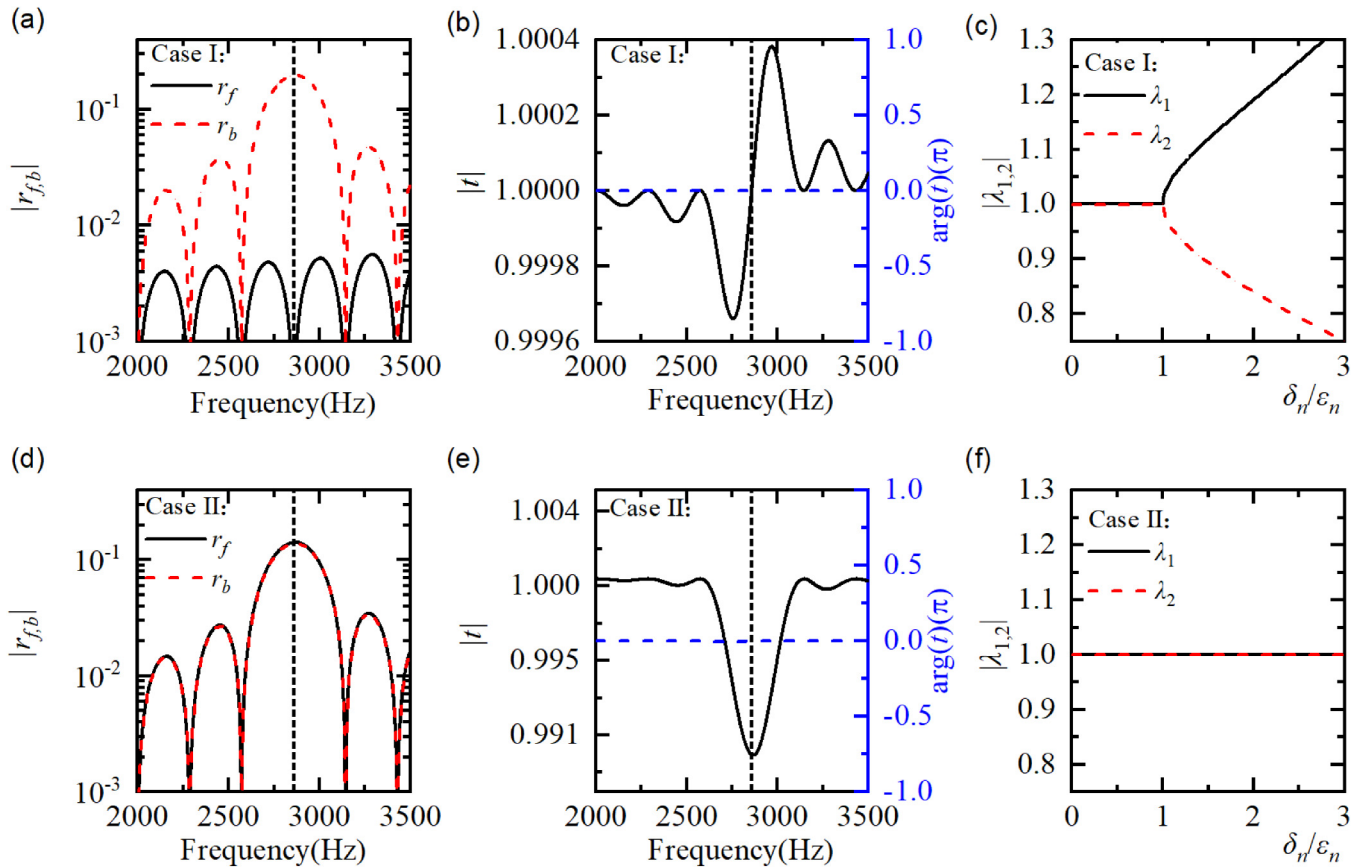 (a)
Case I:
r_f
r_b
10⁻¹
10⁻²
10⁻³
|r_f,b|
2000 2500 3000 3500
Frequency(Hz)
(b)
Case I:
1.0004
1.0002
1.0000
0.9998
0.9996
|t|
1.0
0.5
0.0
-0.5
-1.0
arg(t)(π)
2000 2500 3000 3500
Frequency(Hz)
(c)
Case I:
λ₁
λ₂
1.3
1.2
1.1
1.0
0.9
0.8
|λ₁,₂|
0 1 2 3
δₙ/εₙ
(d)
Case II:
r_f
r_b
10⁻¹
10⁻²
10⁻³
|r_f,b|
2000 2500 3000 3500
Frequency(Hz)
(e)
Case II:
1.004
1.000
0.995
0.991
|t|
1.0
0.5
0.0
-0.5
-1.0
arg(t)(π)
2000 2500 3000 3500
Frequency(Hz)
(f)
Case II:
λ₁
λ₂
1.3
1.2
1.1
1.0
0.9
0.8
|λ₁,₂|
0 1 2 3
δₙ/εₙ